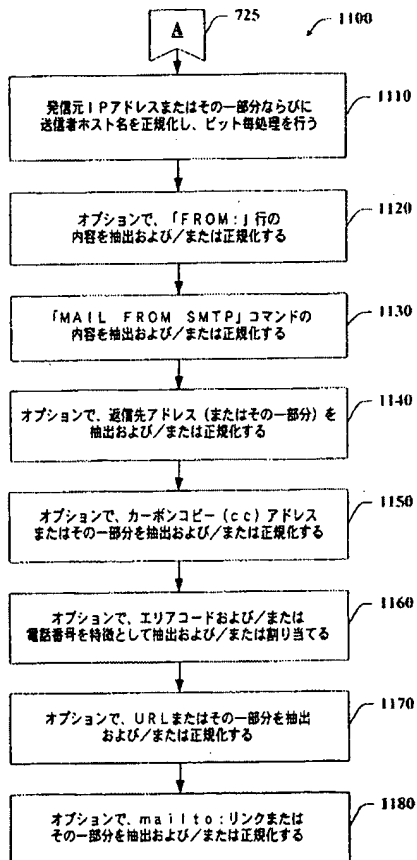 A
725
1100
発信元IPアドレスまたはその一部分ならびに
送信者ホスト名を正規化し、ビット毎処理を行う
1110
オプションで、「FROM:」行の
内容を抽出および/または正規化する
1120
「MAIL FROM SMTP」コマンドの
内容を抽出および/または正規化する
1130
オプションで、返信先アドレス(またはその一部分)を
抽出および/または正規化する
1140
オプションで、カーボンコピー(cc)アドレス
またはその一部分を抽出および/または正規化する
1150
オプションで、エリアコードおよび/または
電話番号を特徴として抽出および/または割り当てる
1160
オプションで、URLまたはその一部分を抽出
および/または正規化する
1170
オプションで、mailto:リンクまたは
その一部分を抽出および/または正規化する
1180